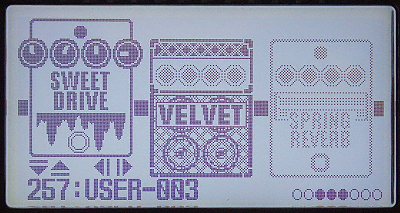 SWEET
DRIVE
VELVET
SPRING
REVERB
257:USER-003